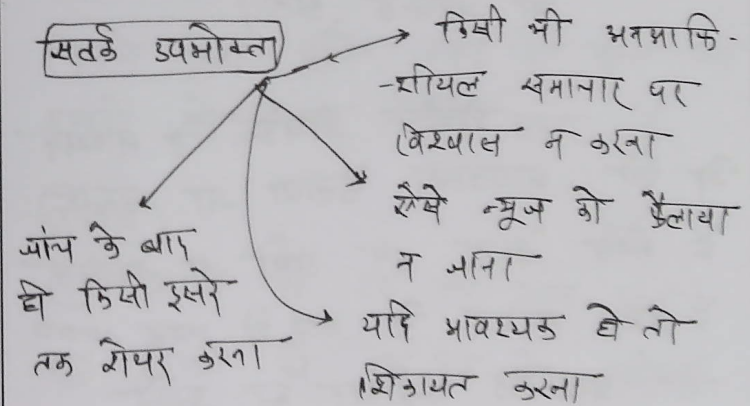 सतर्क उपभोक्ता
किसी भी अनआफि-
-शीयल समाचार पर
विश्वास न करना
ऐसे न्यूज को फैलाया
न जाना
यदि आवश्यक हो तो
शिकायत करना
जांच के बाद
ही किसी दूसरे
तक शेयर करना